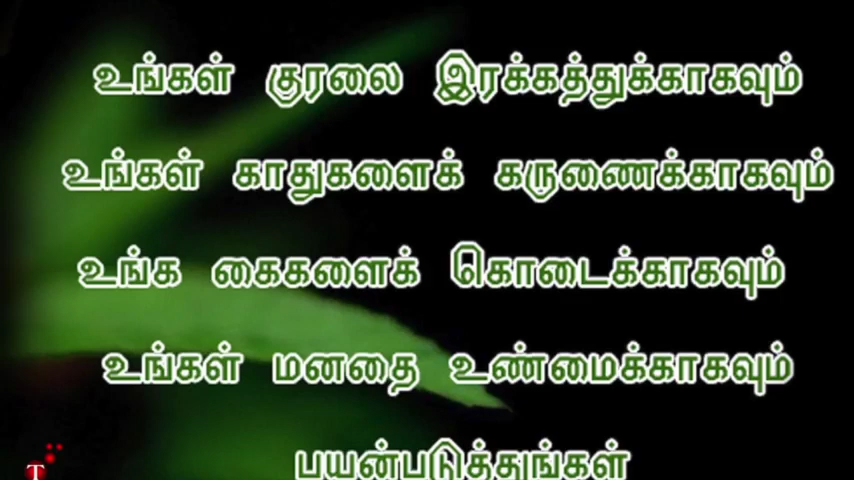 உங்கள் குரலை இரக்கத்துக்காகவும்
உங்கள் காதுகளைக் கருணைக்காகவும்
உங்க கைகளைக் கொடைக்காகவும்
உங்கள் மனதை உண்மைக்காகவும்
பயன்படுத்துங்கள்
T